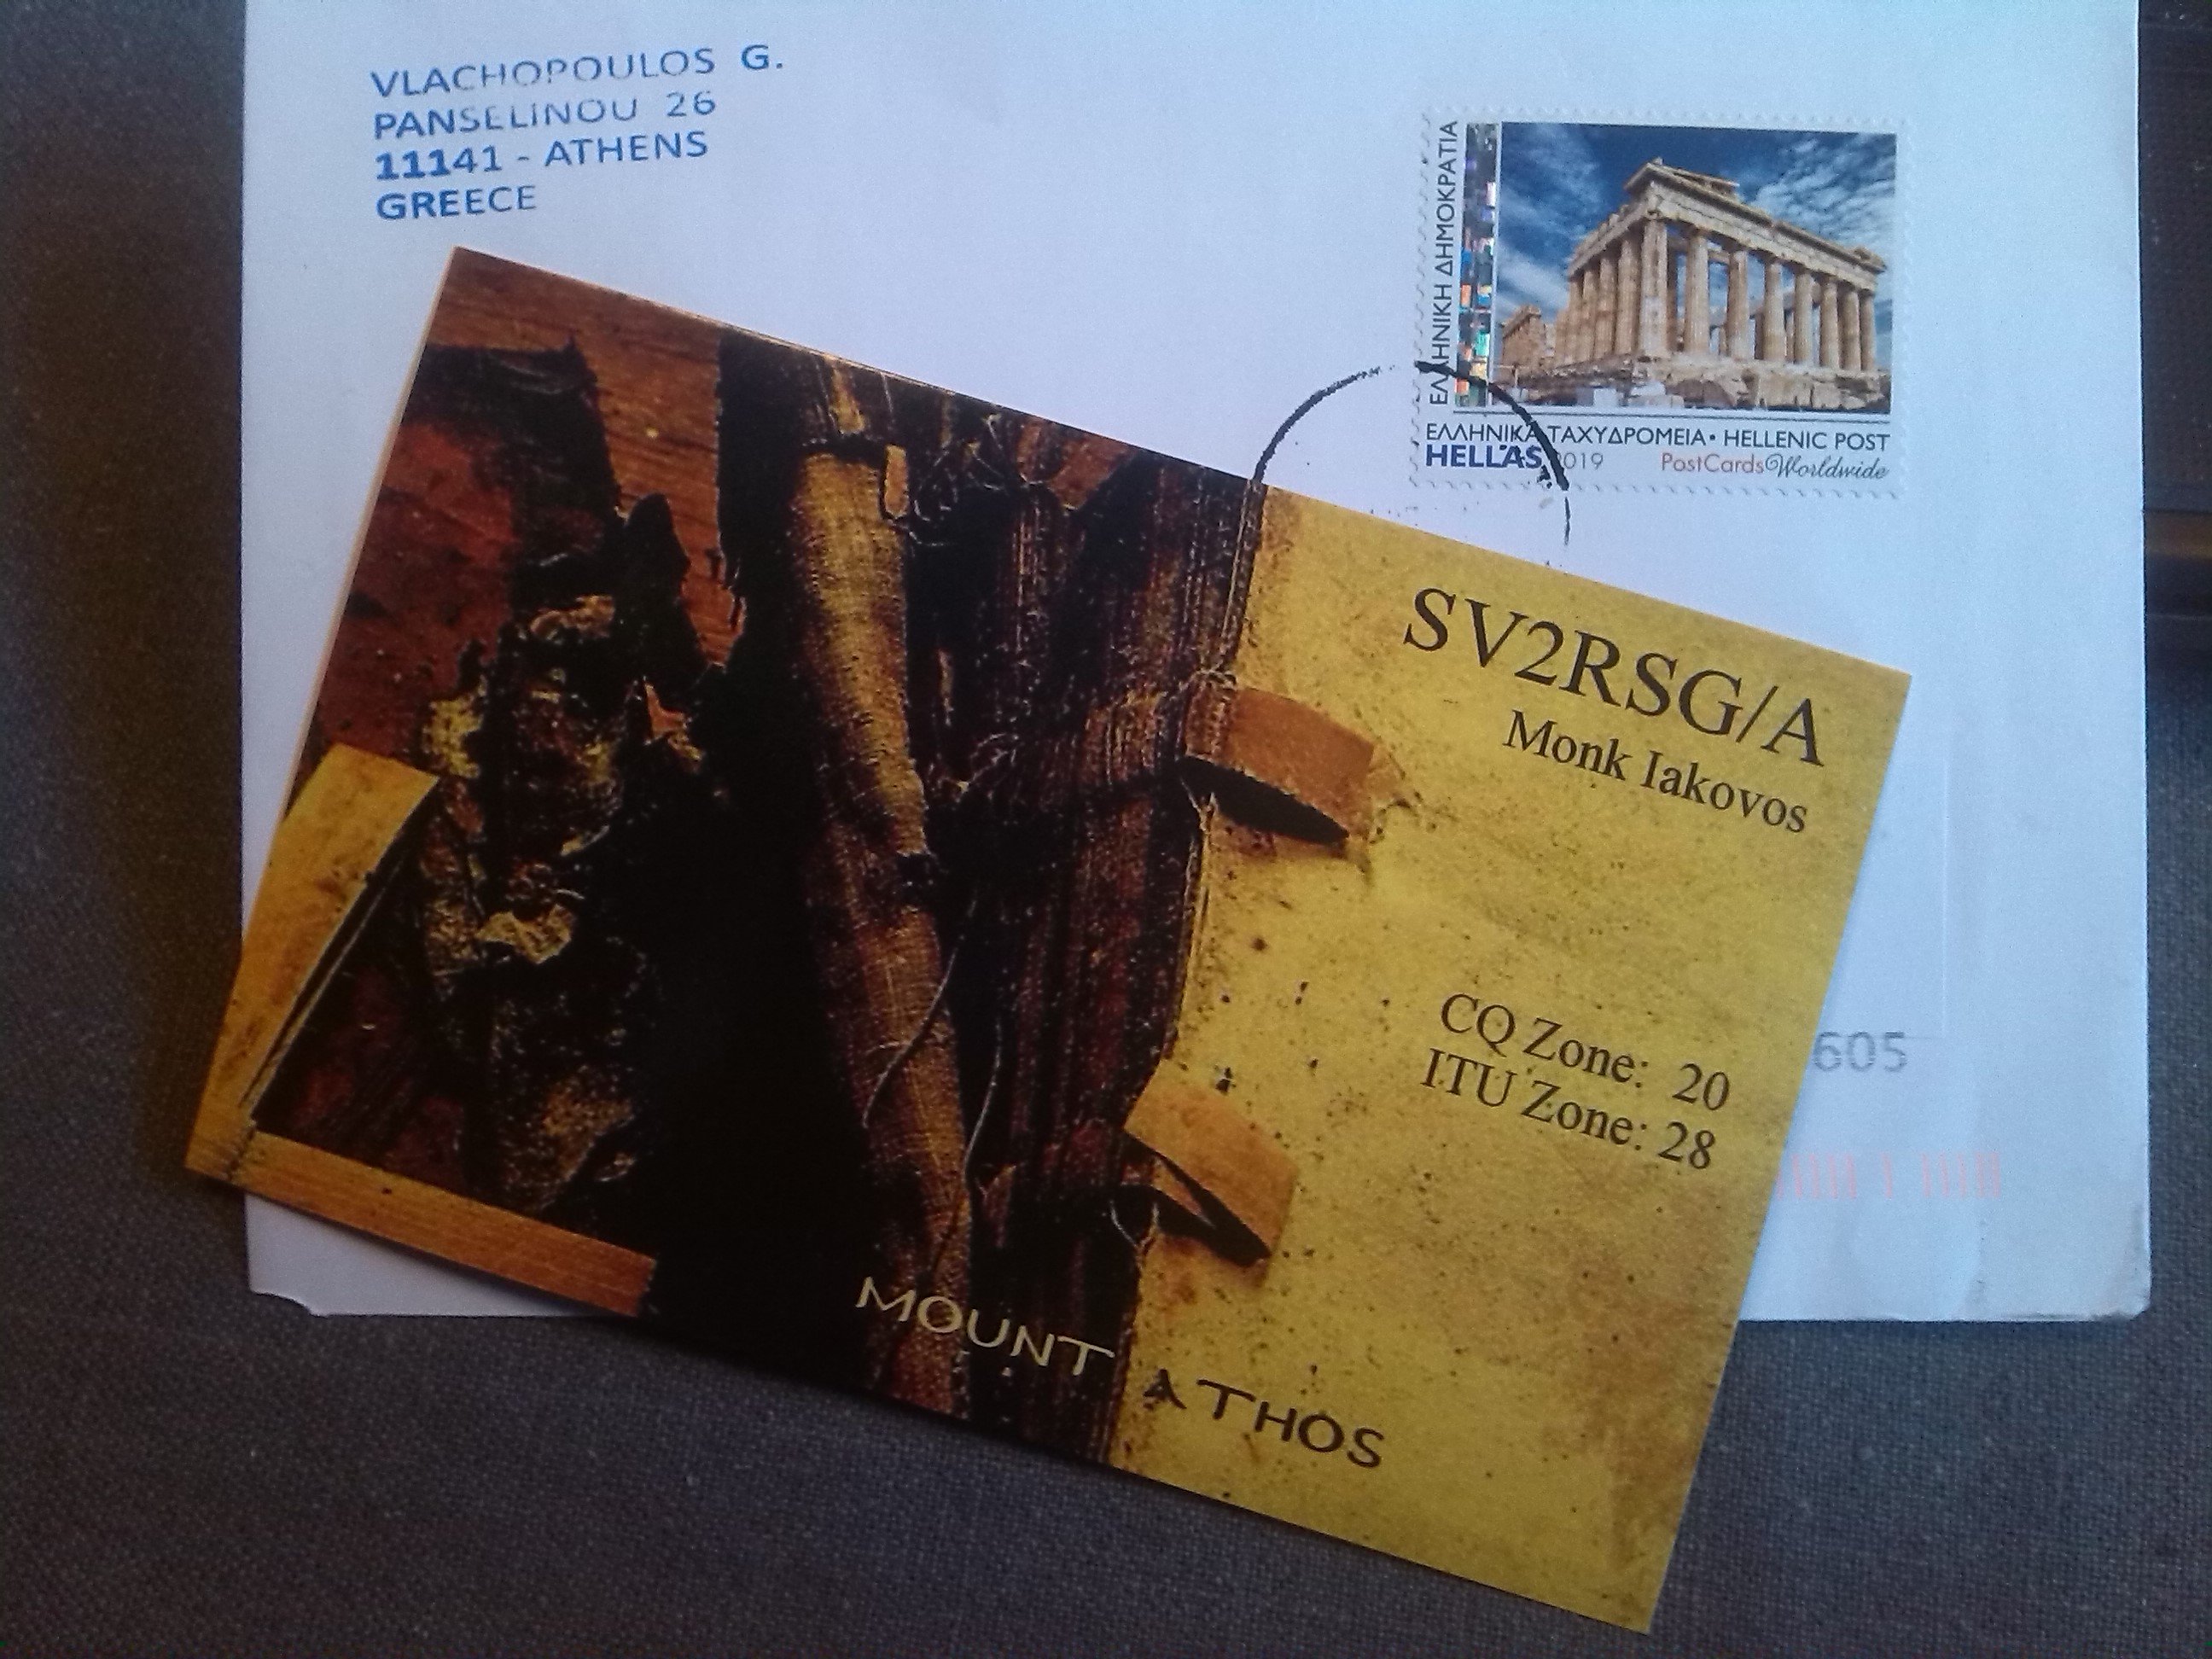 VLACHOPOULOS G.
PANSELINOU 26
11141 - ATHENS
GREECE
ΕΛΛΗΝΙΚΗ ΔΗΜΟΚΡΑΤΙΑ
ΕΛΛΗΝΙΚΑ ΤΑΧΥΔΡΟΜΕΙΑ • HELLENIC POST
HELLAS 2019 PostCards Worldwide
SV2RSG/A
Monk Iakovos
CQ Zone: 20
ITU Zone: 28
605
MOUNT ATHOS